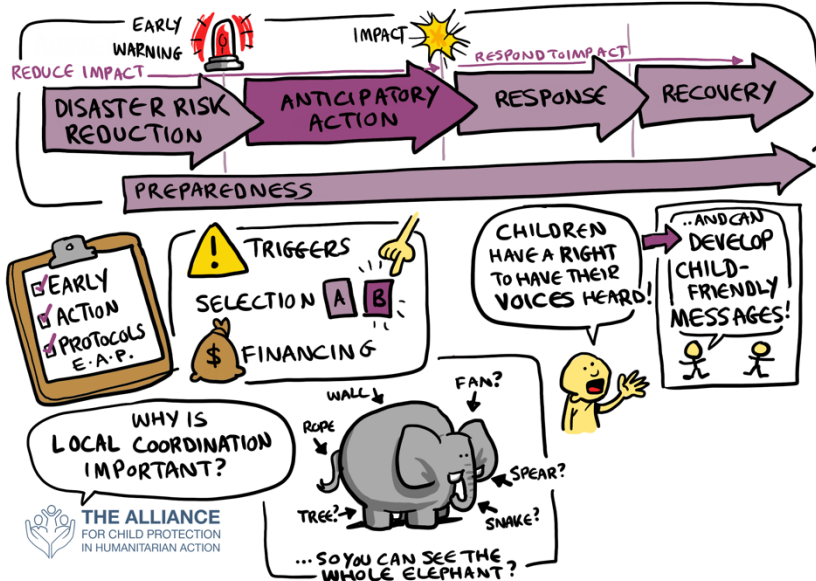 EARLY
WARNING
IMPACT
REDUCE IMPACT
RESPOND TO IMPACT
DISASTER RISK
REDUCTION
ANTICIPATORY
ACTION
RESPONSE
RECOVERY
PREPAREDNESS
EARLY
ACTION
PROTOCOLS
E.A.P.
!
TRIGGERS
SELECTION A B
$ FINANCING
CHILDREN
HAVE A RIGHT
TO HAVE THEIR
VOICES HEARD!
...AND CAN
DEVELOP
CHILD-
FRIENDLY
MESSAGES!
WHY IS
LOCAL COORDINATION
IMPORTANT?
WALL
FAN?
ROPE
SPEAR?
TREE?
SNAKE?
...SO YOU CAN SEE THE
WHOLE ELEPHANT?
THE ALLIANCE
FOR CHILD PROTECTION
IN HUMANITARIAN ACTION